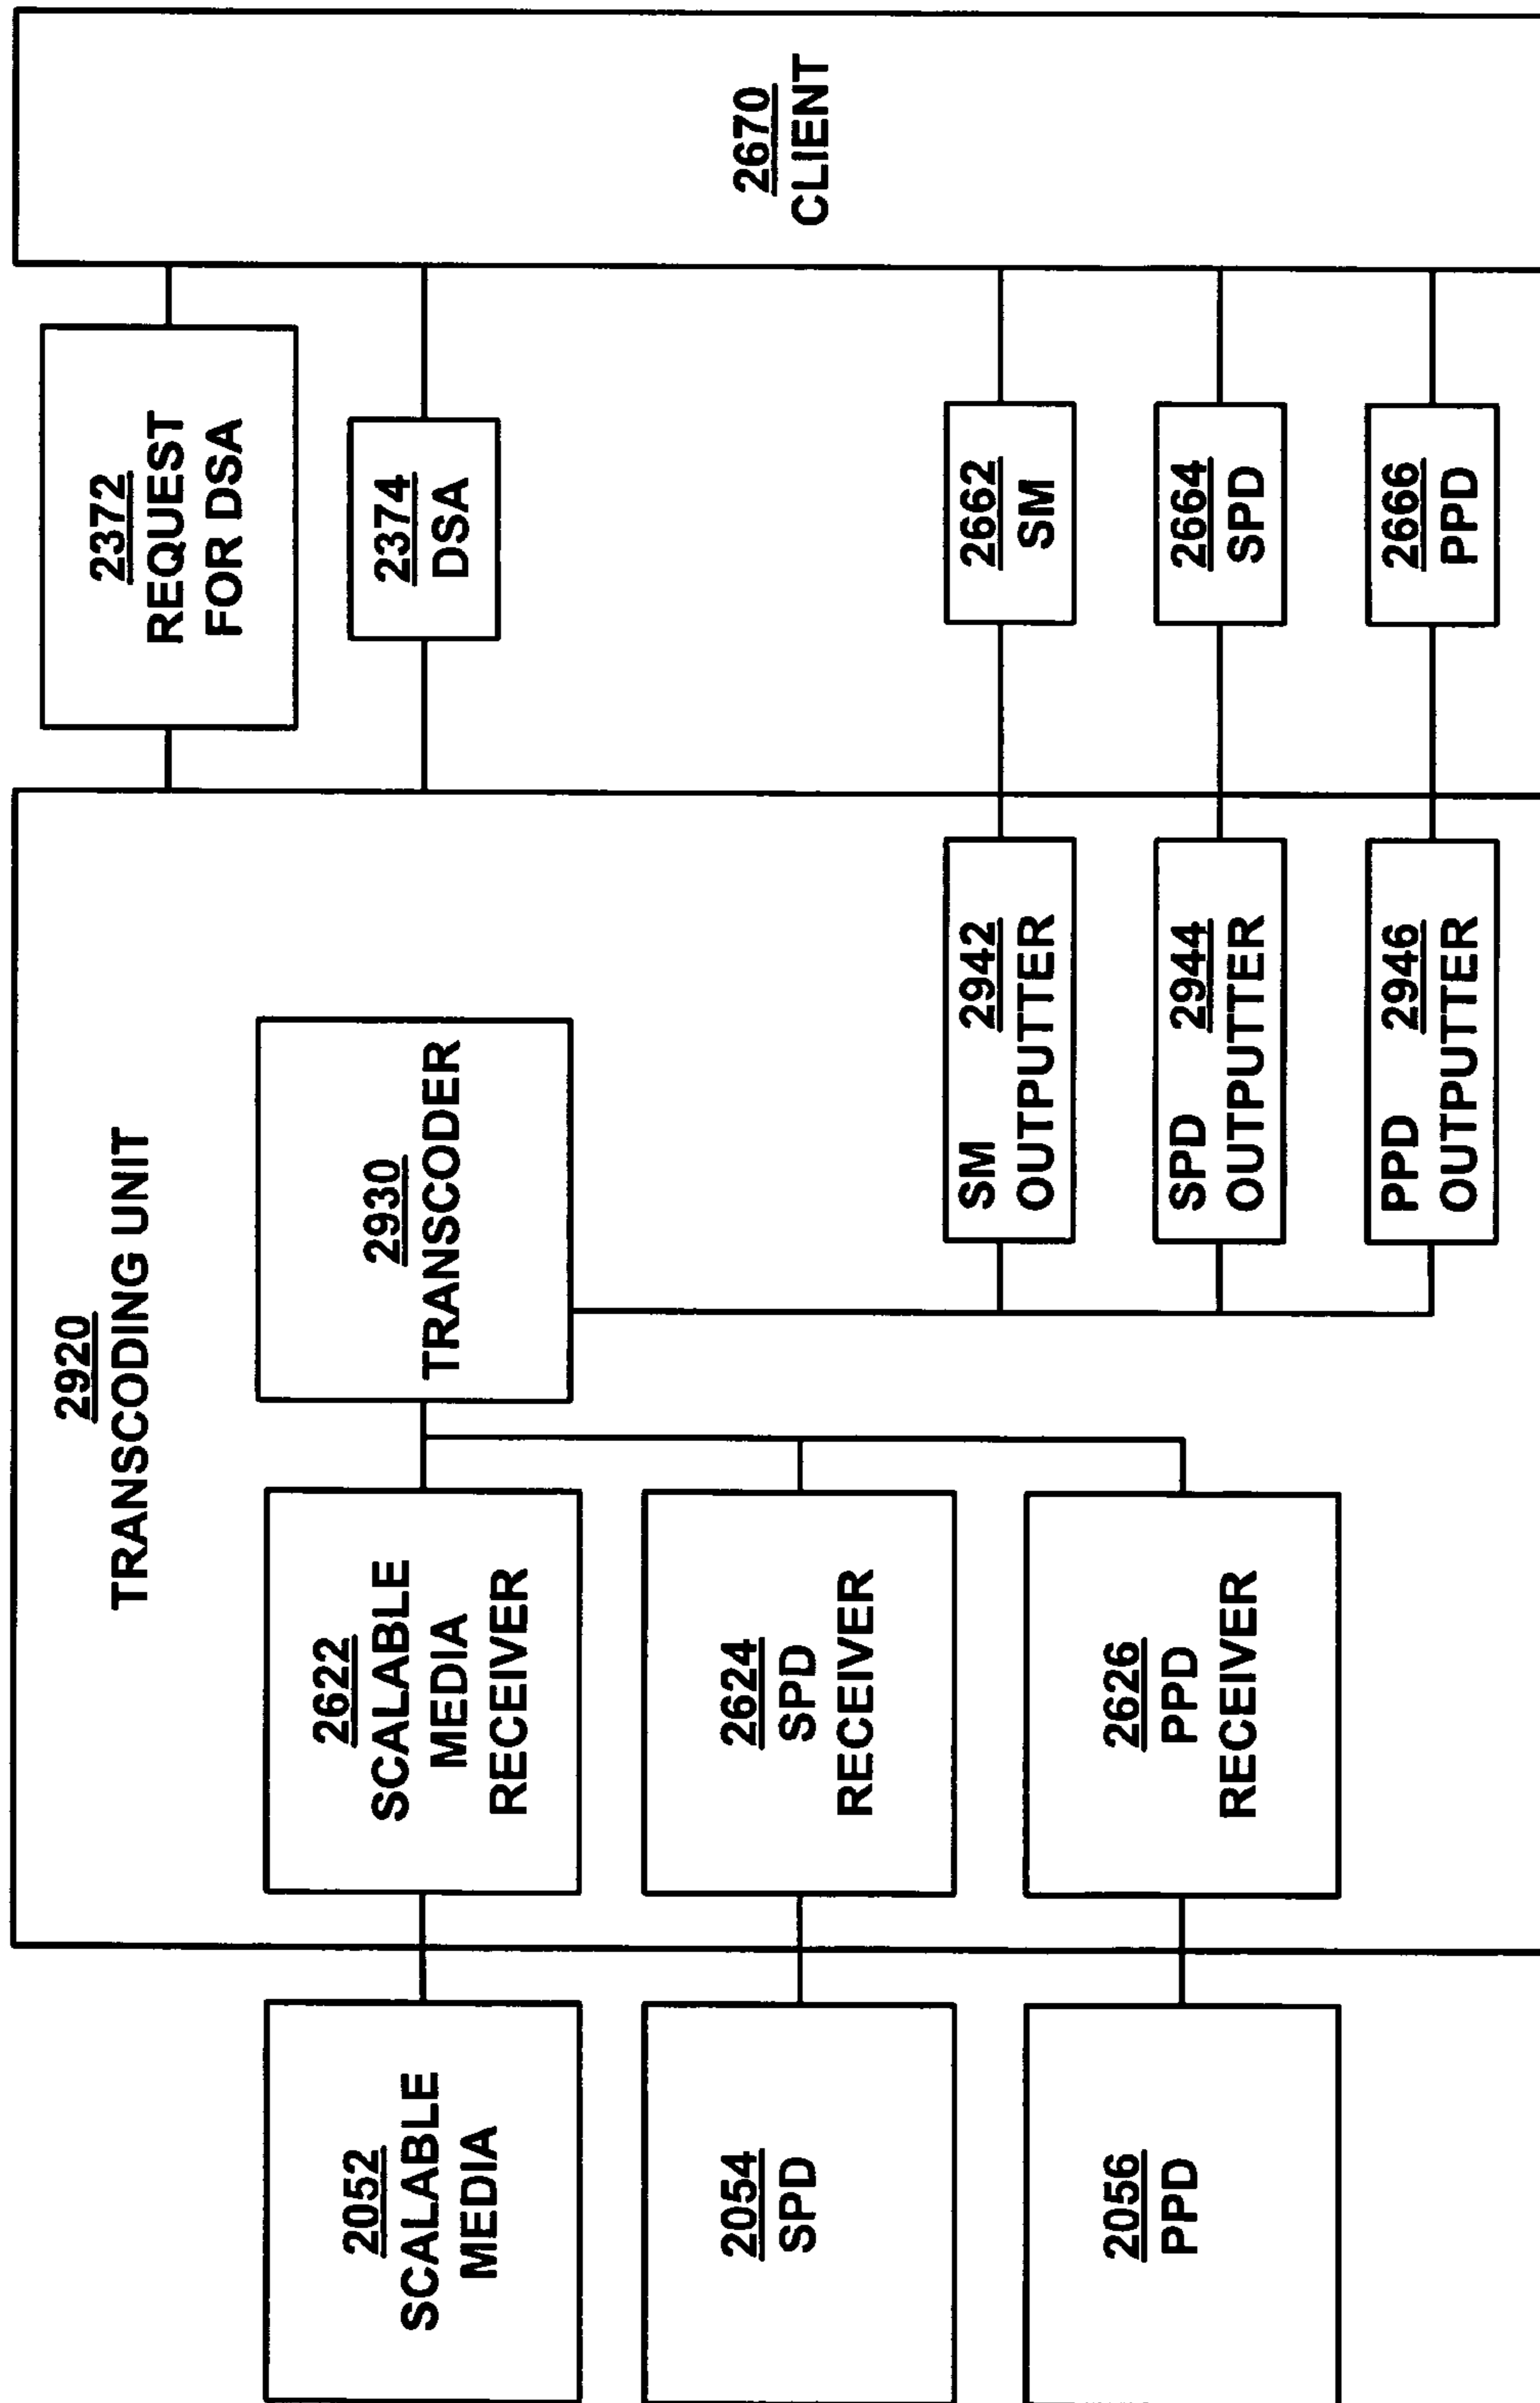 2920
TRANSCODING UNIT
2052
SCALABLE
MEDIA
2622
SCALABLE
MEDIA
RECEIVER
2930
TRANSCODER
2054
SPD
2624
SPD
RECEIVER
2056
PPD
2626
PPD
RECEIVER
SM 2942
OUTPUTTER
SPD 2944
OUTPUTTER
PPD 2946
OUTPUTTER
2372
REQUEST
FOR DSA
2374
DSA
2662
SM
2664
SPD
2666
PPD
2670
CLIENT